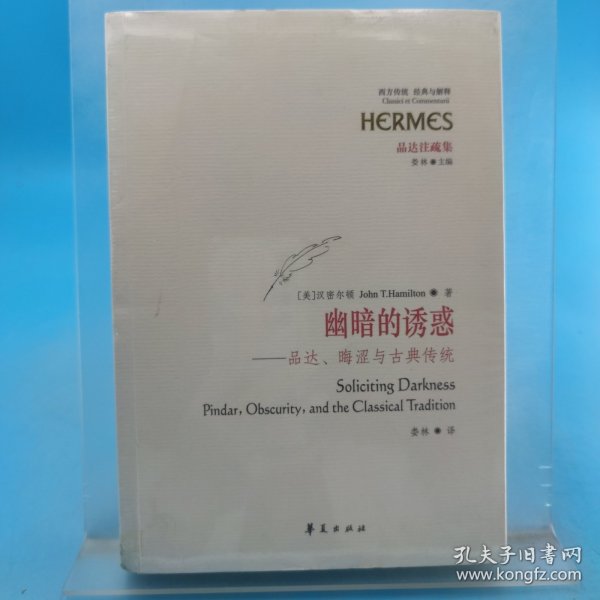 西方传统 经典与解释
Classici et Commentarii
HERMES
品达注疏集
娄林 主编
[美]汉密尔顿 John T.Hamilton 著
幽暗的诱惑
——品达、晦涩与古典传统
Soliciting Darkness
Pindar, Obscurity, and the Classical Tradition
娄林 译
华夏出版社
孔夫子旧书网
www.kongfz.com